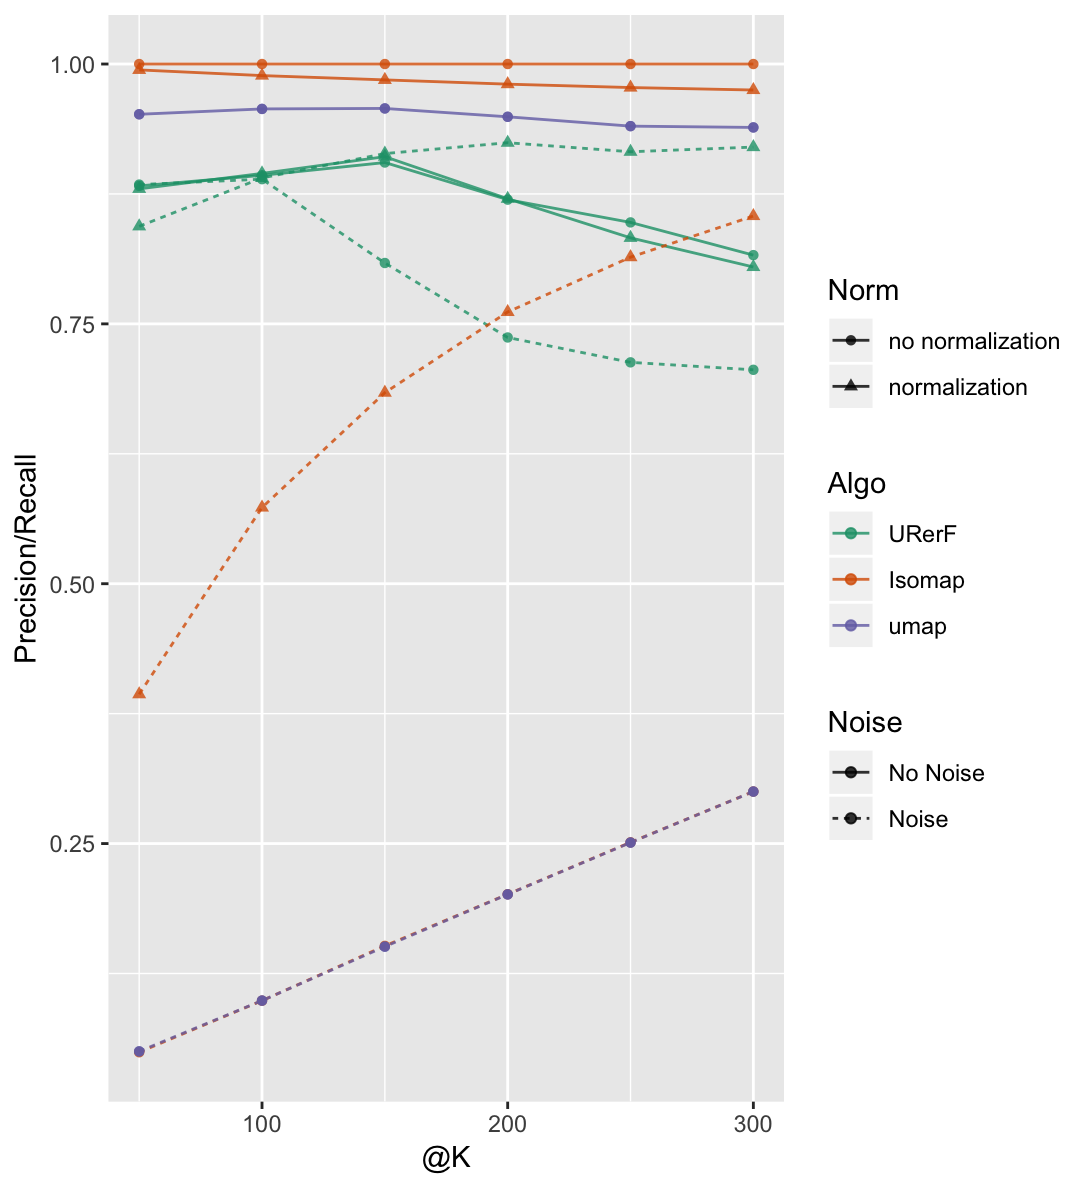 1.00
0.75
0.50
0.25
Precision/Recall
100
200
300
@K
Norm
no normalization
normalization
Algo
URerF
Isomap
umap
Noise
No Noise
Noise